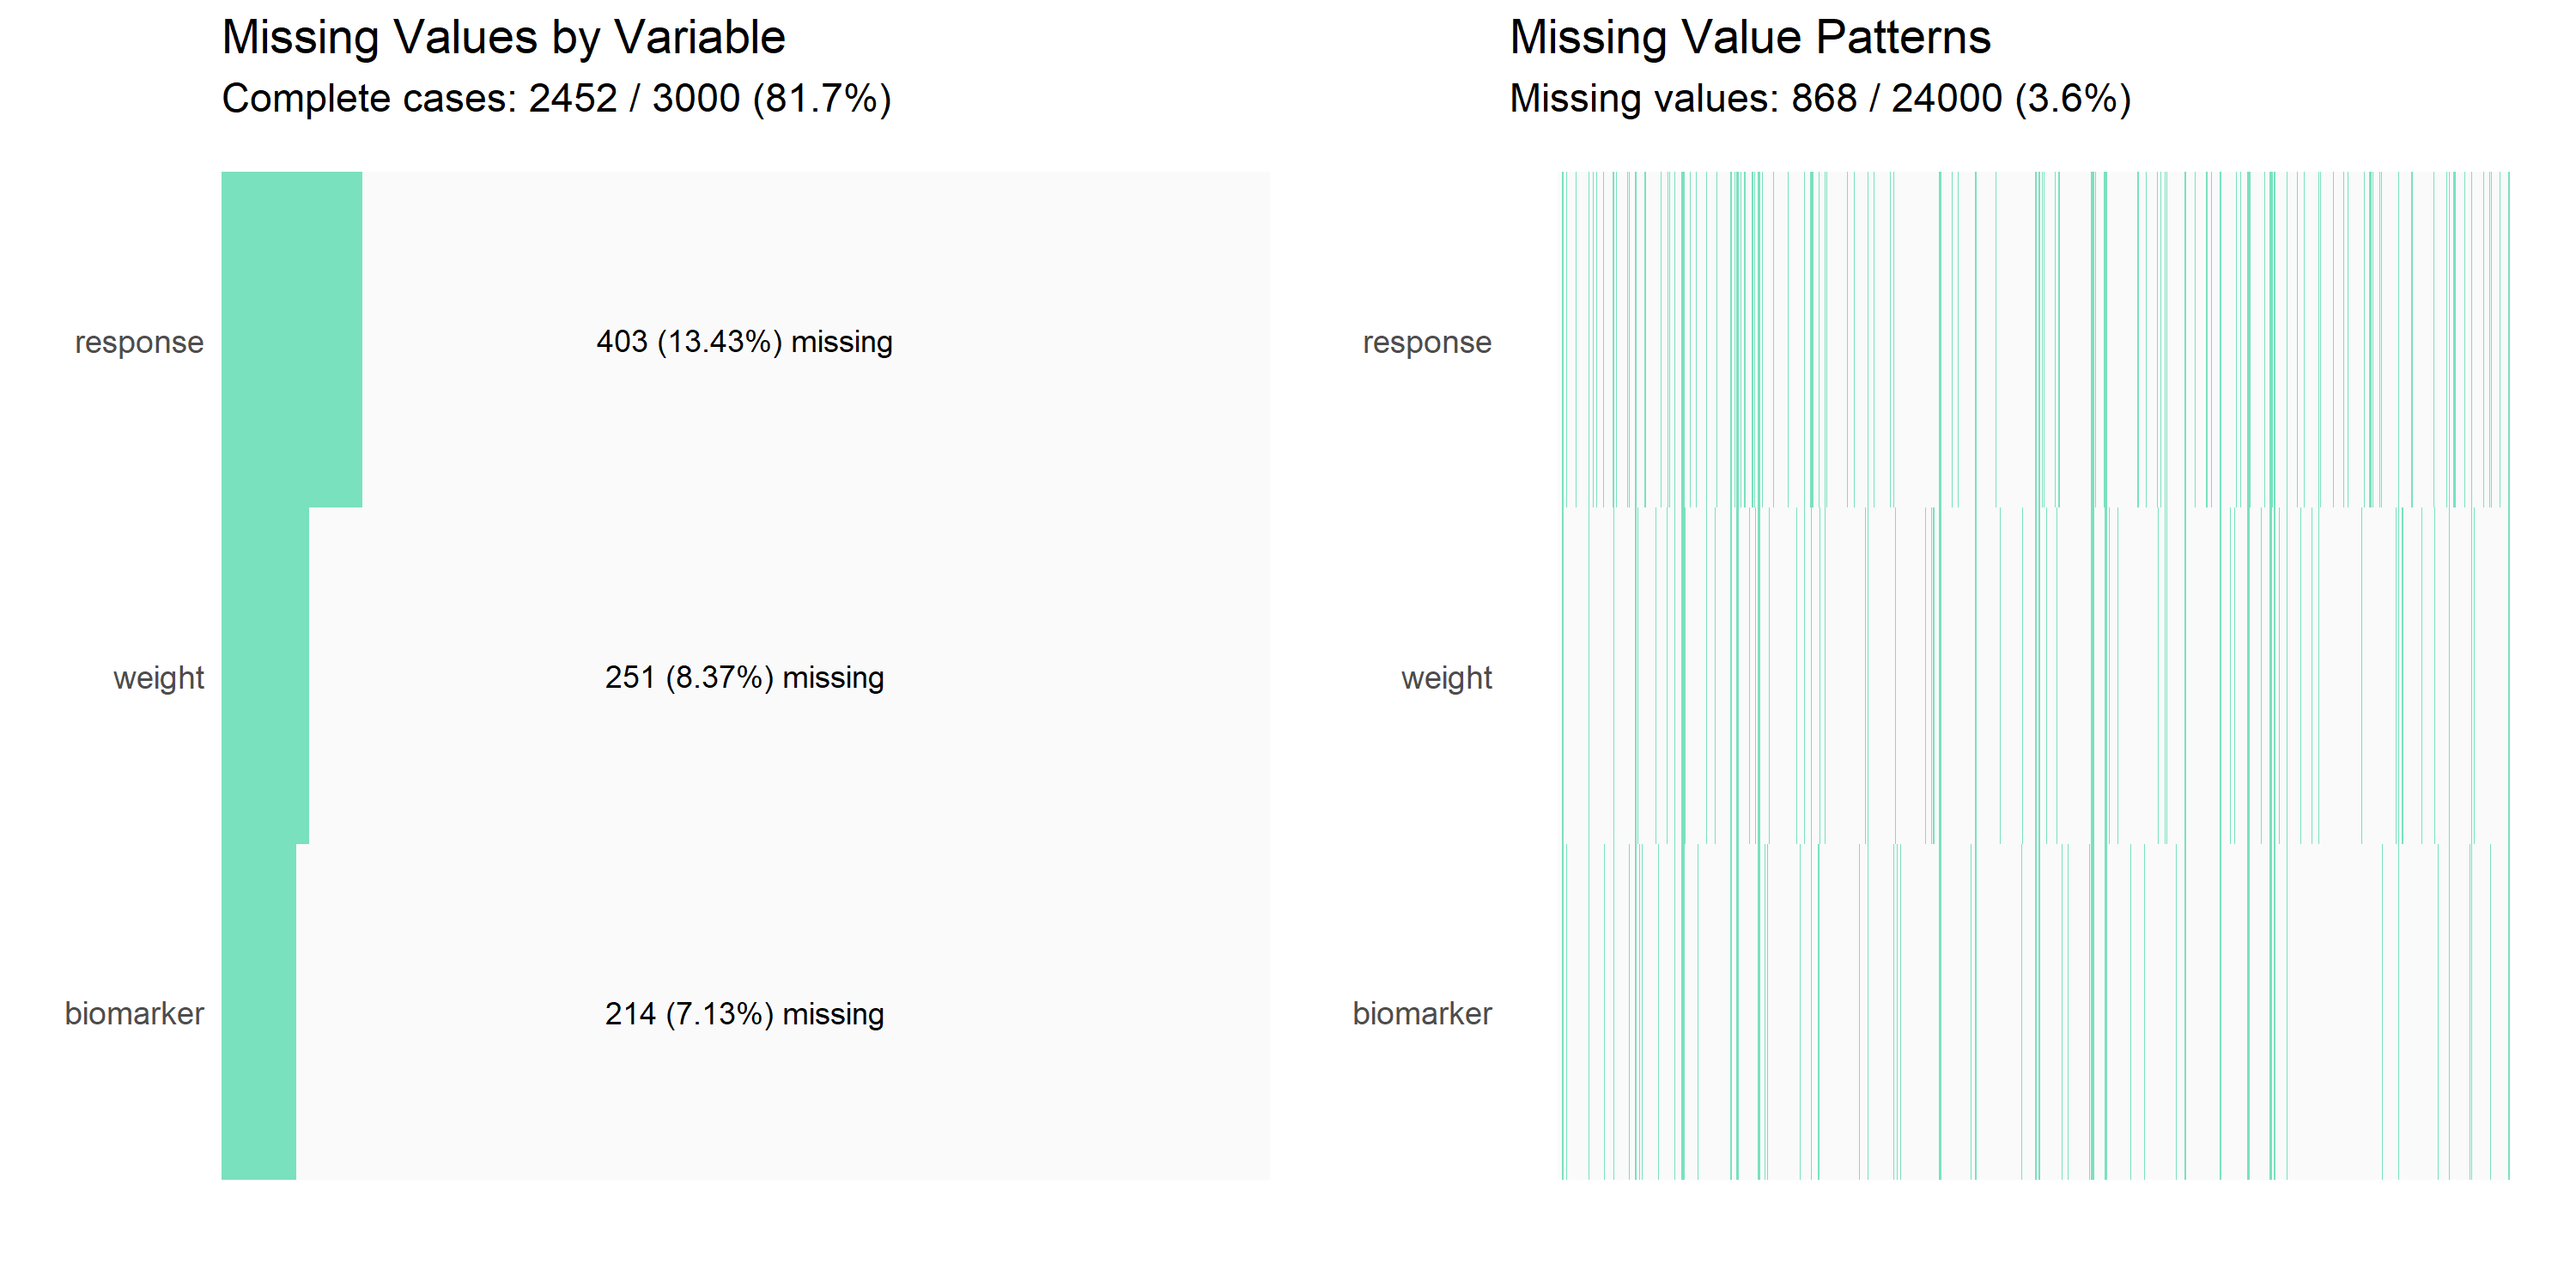 Missing Values by Variable
Complete cases: 2452 / 3000 (81.7%)
response
403 (13.43%) missing
weight
251 (8.37%) missing
biomarker
214 (7.13%) missing
Missing Value Patterns
Missing values: 868 / 24000 (3.6%)
response
weight
biomarker